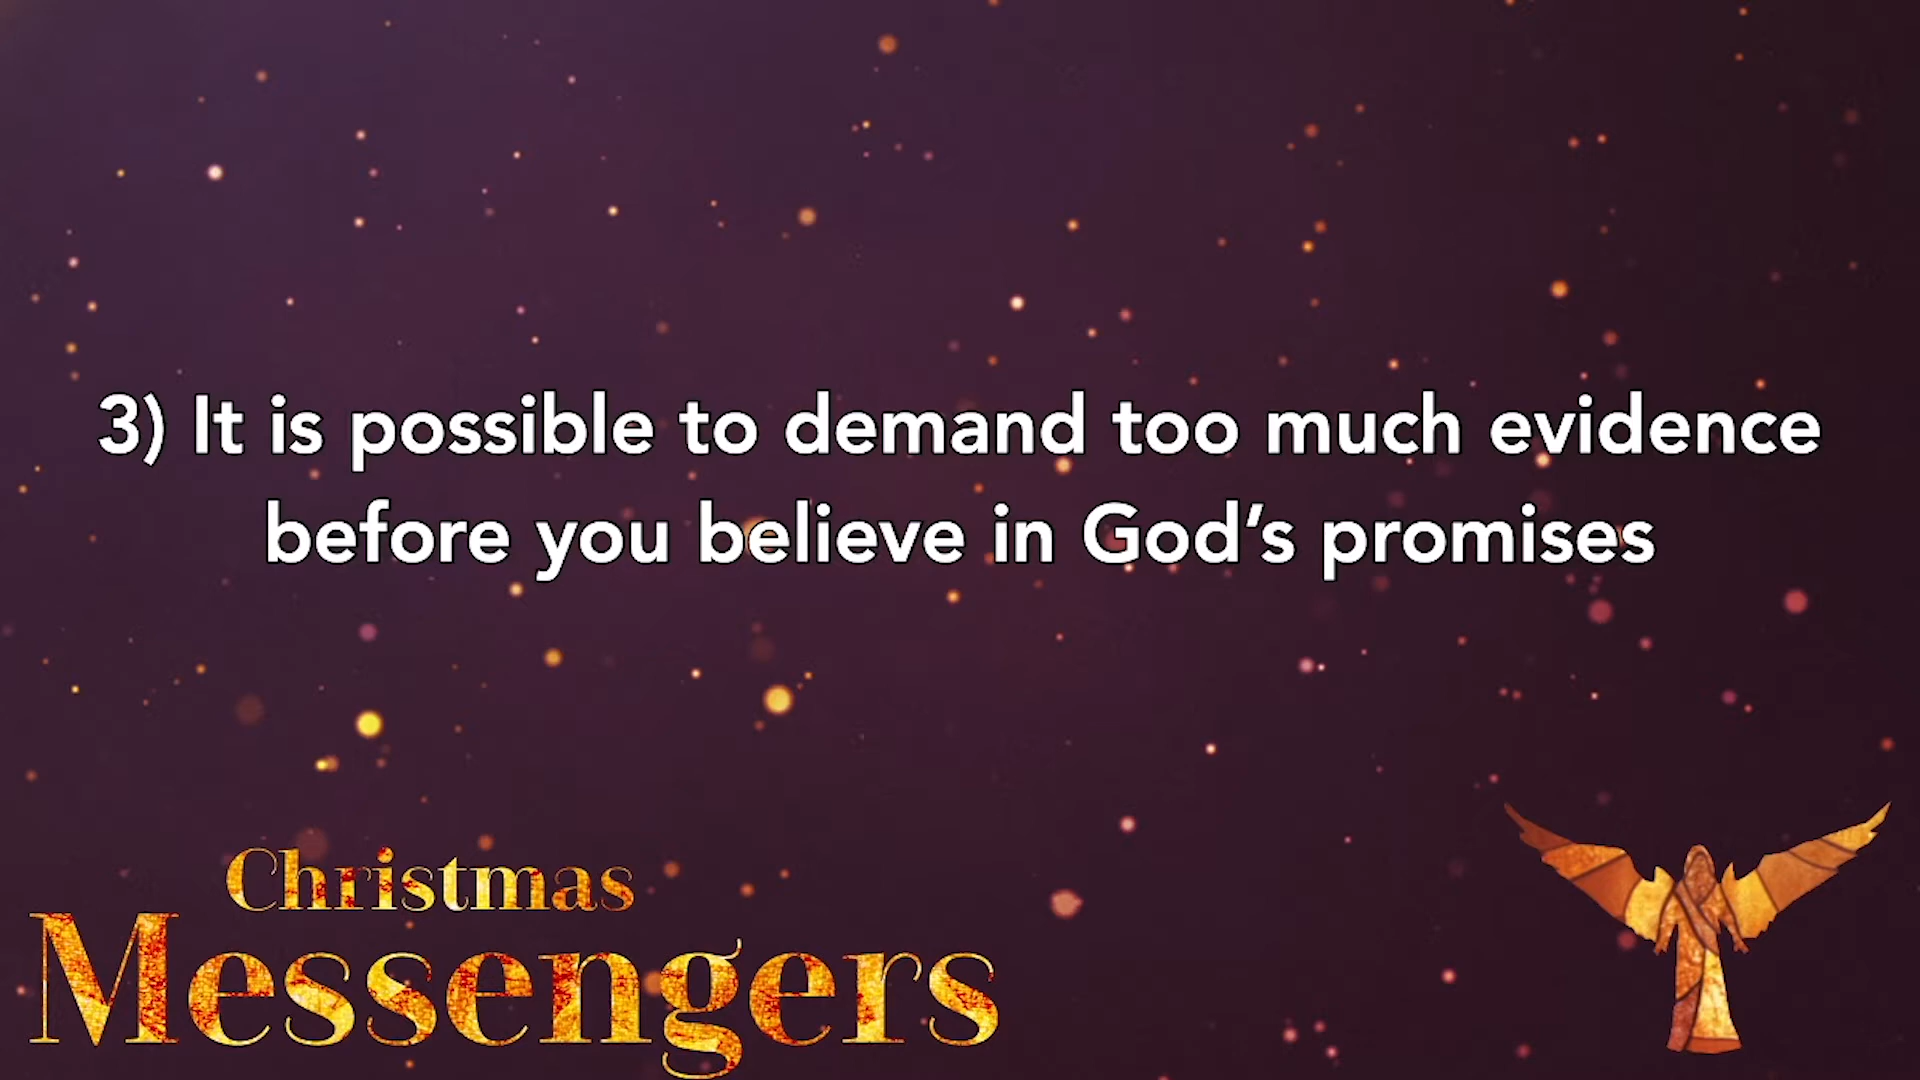 3) It is possible to demand too much evidence
before you believe in God’s promises
Christmas
Messengers